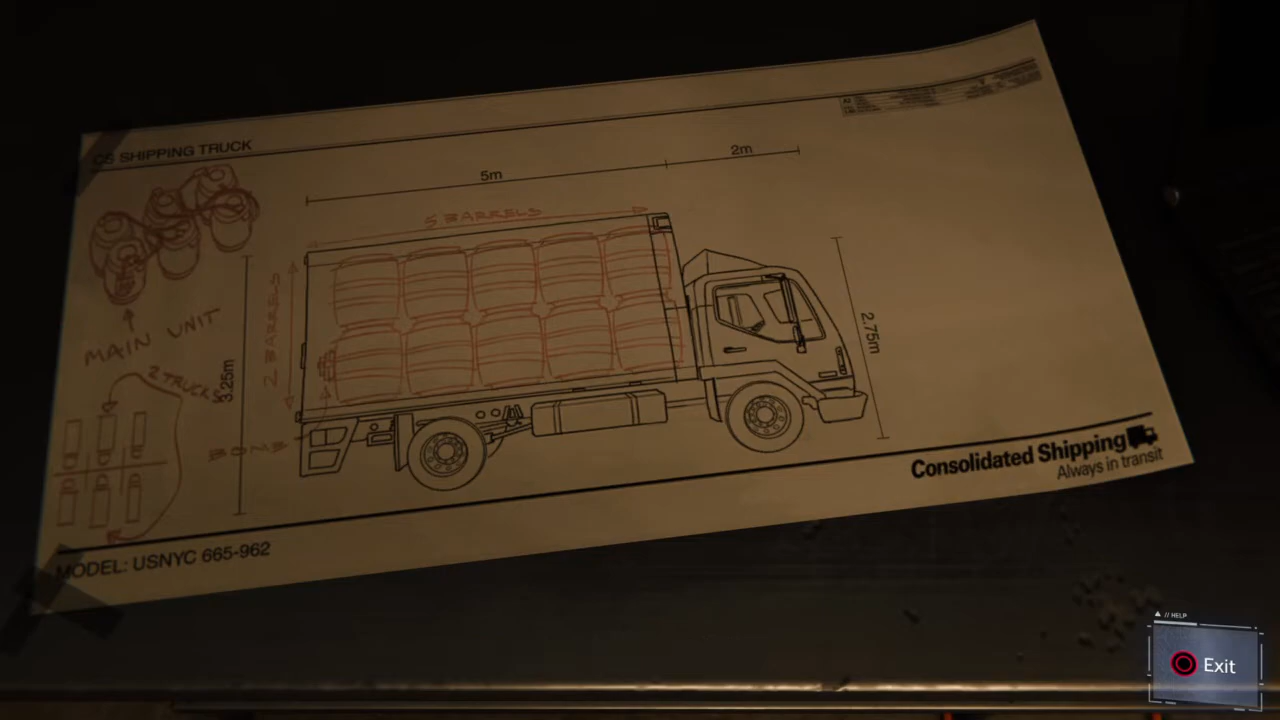 CS SHIPPING TRUCK
2m
5m
5 BARRELS
2 BARRELS
MAIN UNIT
2 TRUCKS
3.25m
2.75m
Consolidated Shipping
Always in transit
MODEL: USNYC 665-962
// HELP
Exit